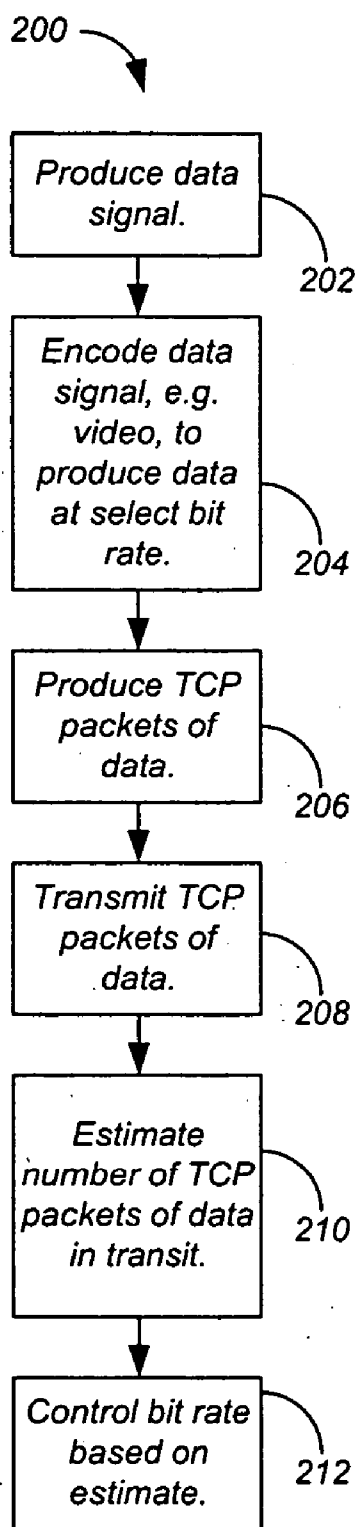 200
Produce data
signal.
202
Encode data
signal, e.g.
video, to
produce data
at select bit
rate.
204
Produce TCP
packets of
data.
206
Transmit TCP
packets of
data.
208
Estimate
number of TCP
packets of data
in transit.
210
Control bit rate
based on
estimate.
212